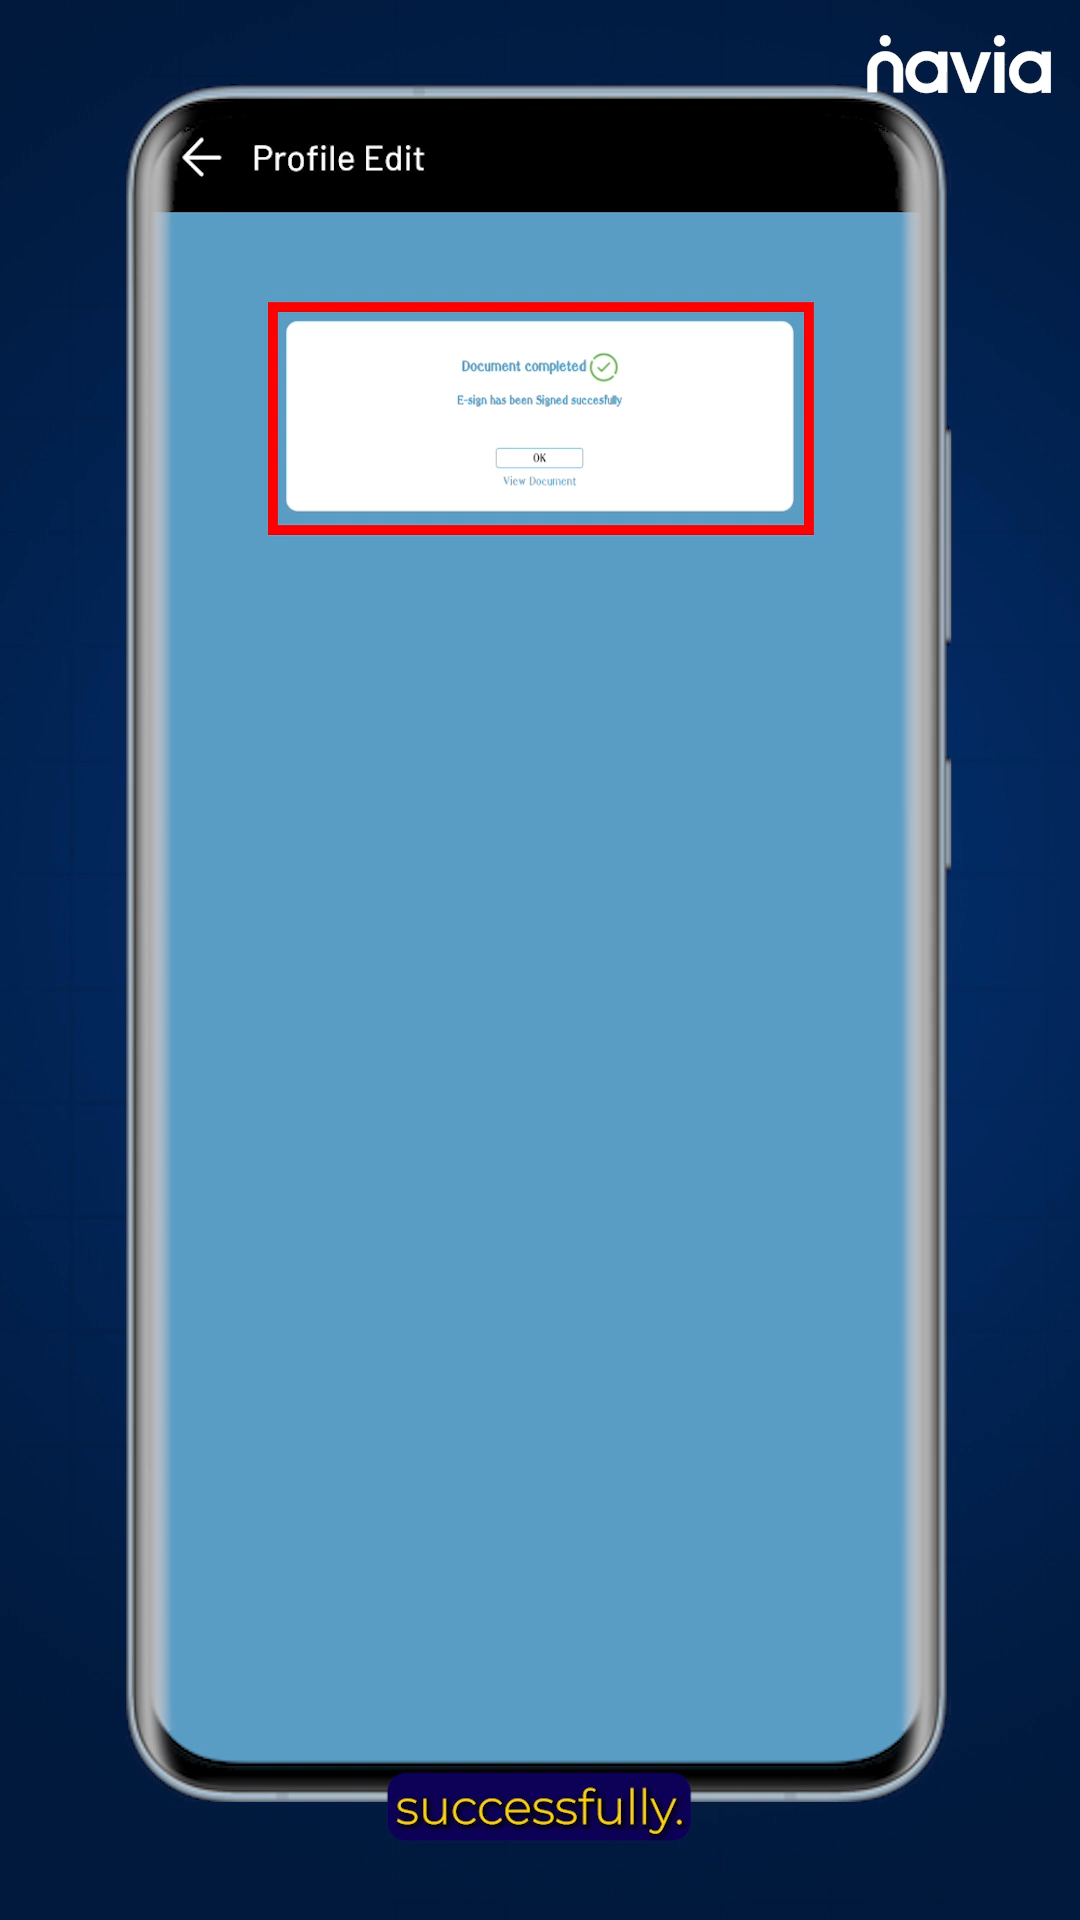 navia
Profile Edit
Document completed
E-sign has been Signed succesfully
OK
View Document
successfully.